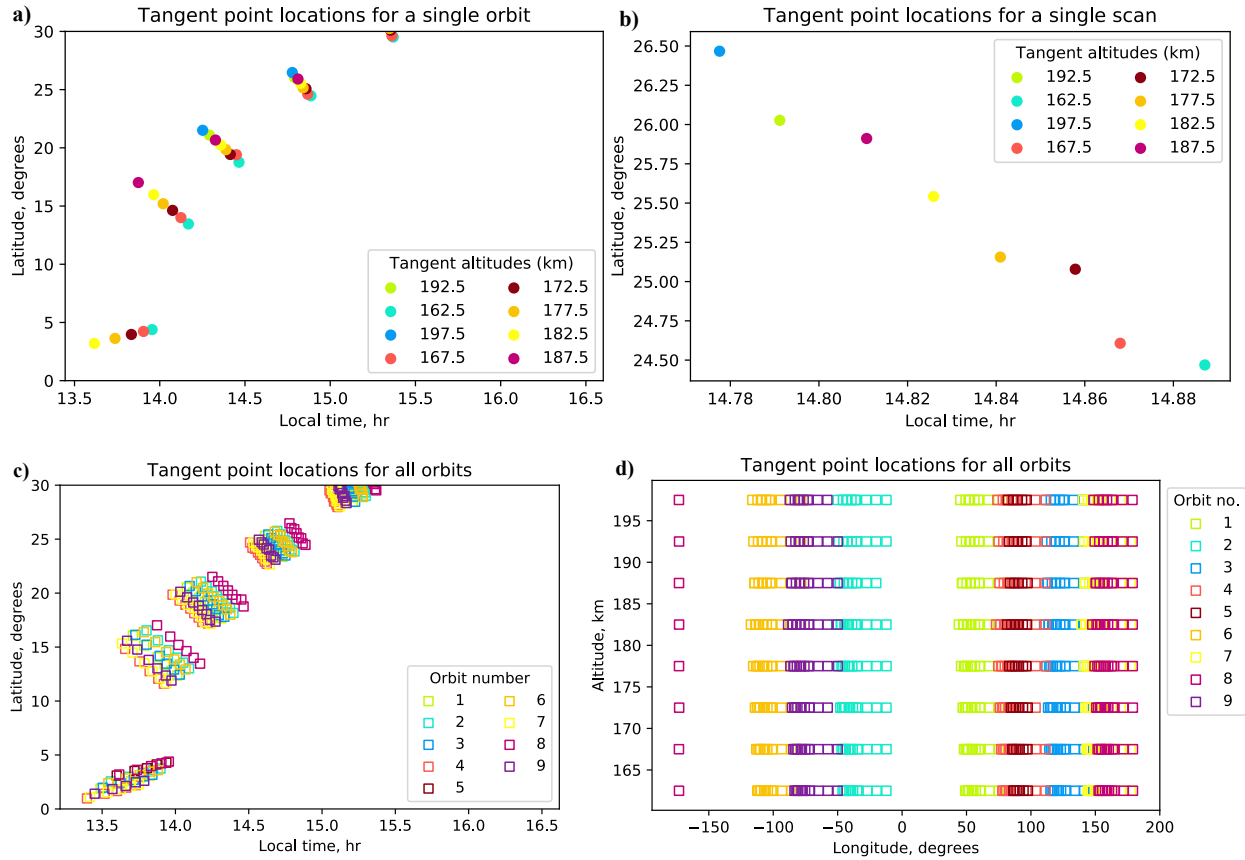 a)
Tangent point locations for a single orbit
30
25
20
15
10
5
0
Latitude, degrees
13.5 14.0 14.5 15.0 15.5 16.0 16.5
Local time, hr
Tangent altitudes (km)
192.5 172.5
162.5 177.5
197.5 182.5
167.5 187.5
b)
Tangent point locations for a single scan
26.50
26.25
26.00
25.75
25.50
25.25
25.00
24.75
24.50
Latitude, degrees
14.78 14.80 14.82 14.84 14.86 14.88
Local time, hr
Tangent altitudes (km)
192.5 172.5
162.5 177.5
197.5 182.5
167.5 187.5
c)
Tangent point locations for all orbits
30
25
20
15
10
5
0
Latitude, degrees
13.5 14.0 14.5 15.0 15.5 16.0 16.5
Local time, hr
Orbit number
1 6
2 7
3 8
4 9
5
d)
Tangent point locations for all orbits
195
190
185
180
175
170
165
Altitude, km
−150 −100 −50 0 50 100 150 200
Longitude, degrees
Orbit no.
1
2
3
4
5
6
7
8
9